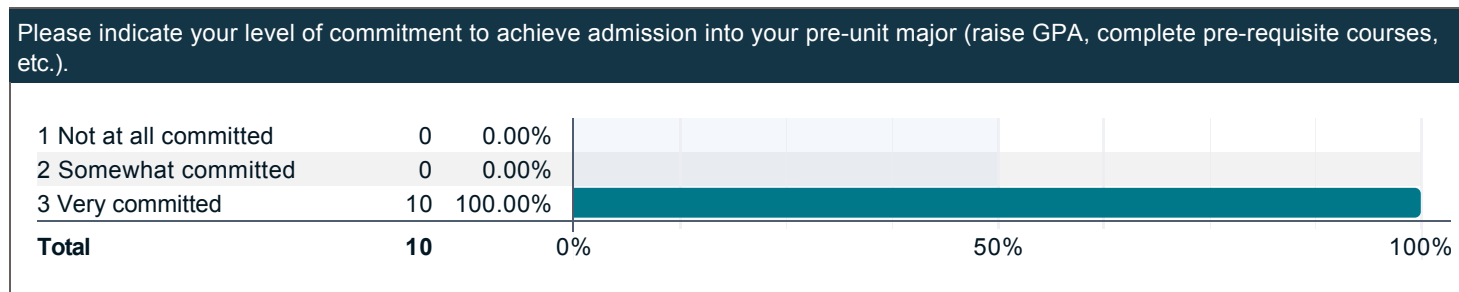 Please indicate your level of commitment to achieve admission into your pre-unit major (raise GPA, complete pre-requisite courses,
etc.).
1 Not at all committed 0 0.00%
2 Somewhat committed 0 0.00%
3 Very committed 10 100.00%
Total 10 0% 50% 100%